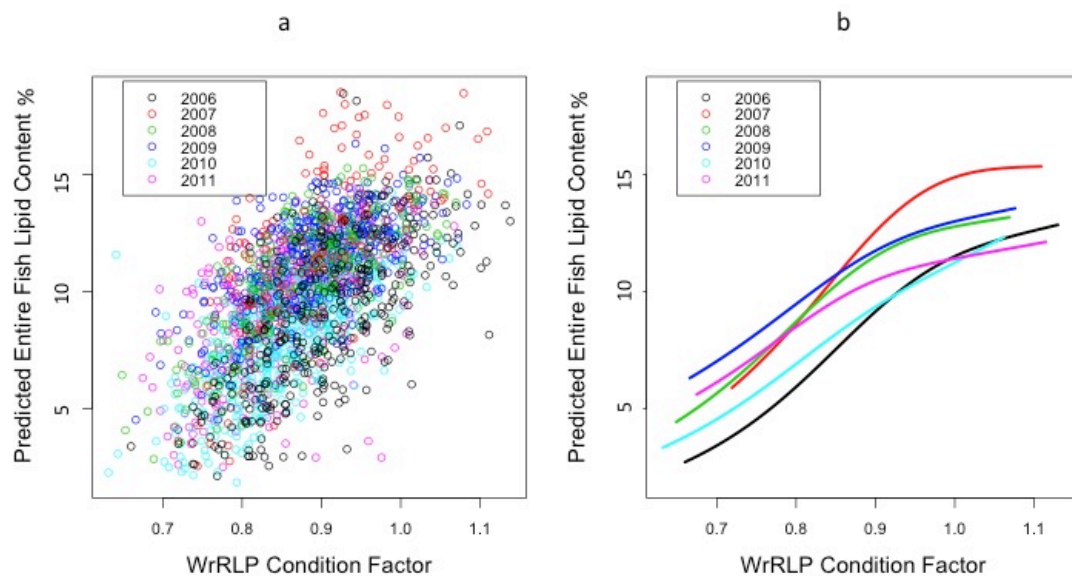 a
Predicted Entire Fish Lipid Content %
15
10
5
2006
2007
2008
2009
2010
2011
0.7 0.8 0.9 1.0 1.1
WrRLP Condition Factor
b
Predicted Entire Fish Lipid Content %
15
10
5
2006
2007
2008
2009
2010
2011
0.7 0.8 0.9 1.0 1.1
WrRLP Condition Factor